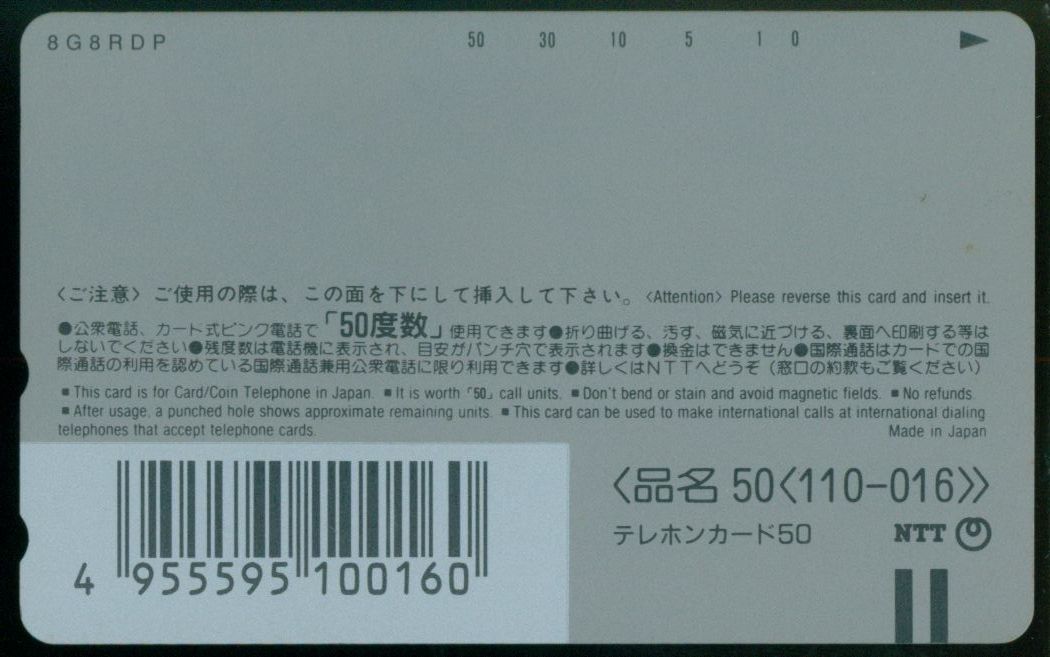 8G8RDP 50 30 10 5 1 0 ▶
〈ご注意〉ご使用の際は、この面を下にして挿入して下さい。〈Attention〉Please reverse this card and insert it.
●公衆電話、カード式ピンク電話で「50度数」使用できます●折り曲げる、汚す、磁気に近づける、裏面へ印刷する等は
しないでください●残度数は電話機に表示され、目安がパンチ穴で表示されます●換金はできません●国際通話はカードでの国
際通話の利用を認めている国際通話兼用公衆電話に限り利用できます●詳しくはNTTへどうぞ（窓口の約款もご覧ください）
■This card is for Card/Coin Telephone in Japan. ■It is worth「50」call units. ■Don't bend or stain and avoid magnetic fields. ■No refunds.
■After usage, a punched hole shows approximate remaining units. ■This card can be used to make international calls at international dialing
telephones that accept telephone cards. Made in Japan
〈品名 50〈110-016〉〉
テレホンカード50 NTT
4 955595 100160